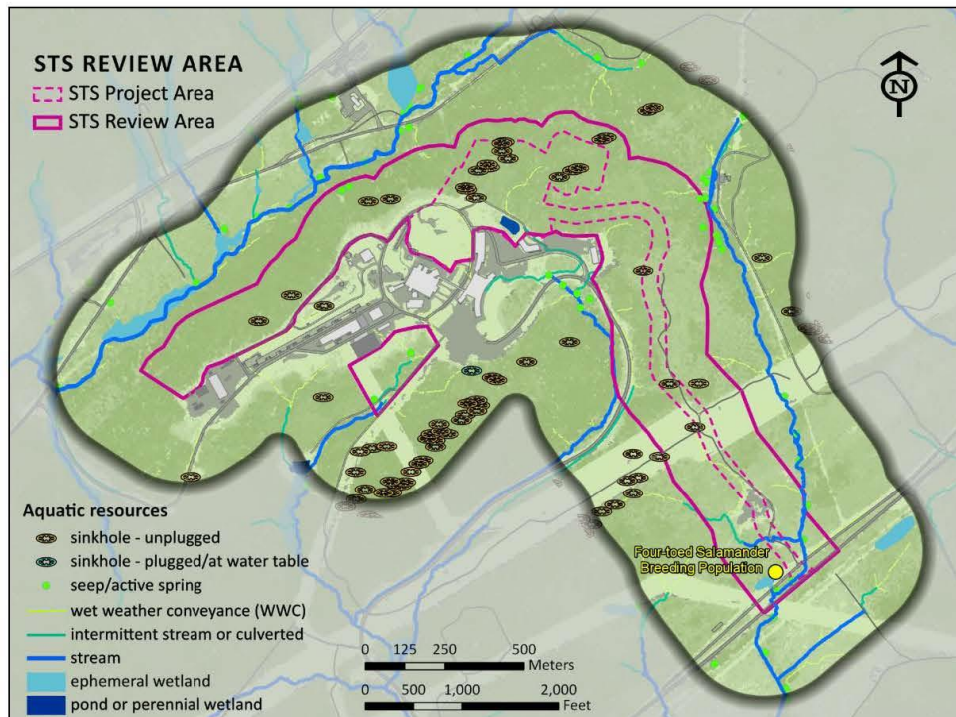 STS REVIEW AREA
STS Project Area
STS Review Area
N
Four-toed Salamander
Breeding Population
Aquatic resources
sinkhole - unplugged
sinkhole - plugged/at water table
seep/active spring
wet weather conveyance (WWC)
intermittent stream or culverted
stream
ephemeral wetland
pond or perennial wetland
0 125 250 500
Meters
0 500 1,000 2,000
Feet